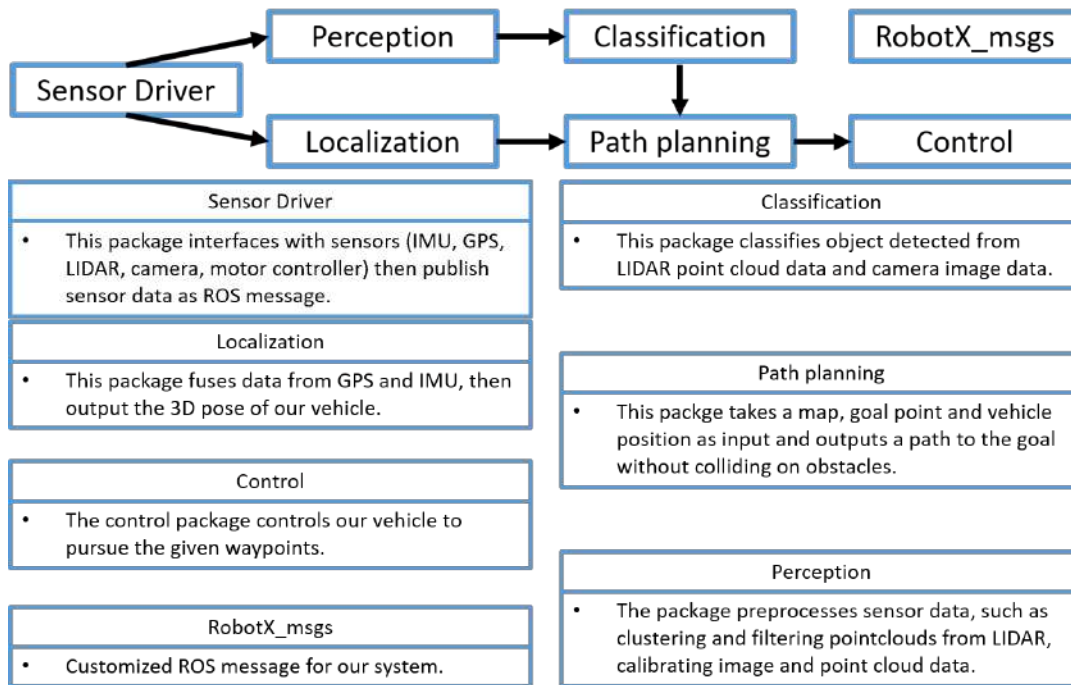 Perception
Classification
RobotX_msgs
Sensor Driver
Localization
Path planning
Control
Sensor Driver
• This package interfaces with sensors (IMU, GPS,
LIDAR, camera, motor controller) then publish
sensor data as ROS message.
Localization
• This package fuses data from GPS and IMU, then
output the 3D pose of our vehicle.
Control
• The control package controls our vehicle to
pursue the given waypoints.
RobotX_msgs
• Customized ROS message for our system.
Classification
• This package classifies object detected from
LIDAR point cloud data and camera image data.
Path planning
• This packge takes a map, goal point and vehicle
position as input and outputs a path to the goal
without colliding on obstacles.
Perception
• The package preprocesses sensor data, such as
clustering and filtering pointclouds from LIDAR,
calibrating image and point cloud data.